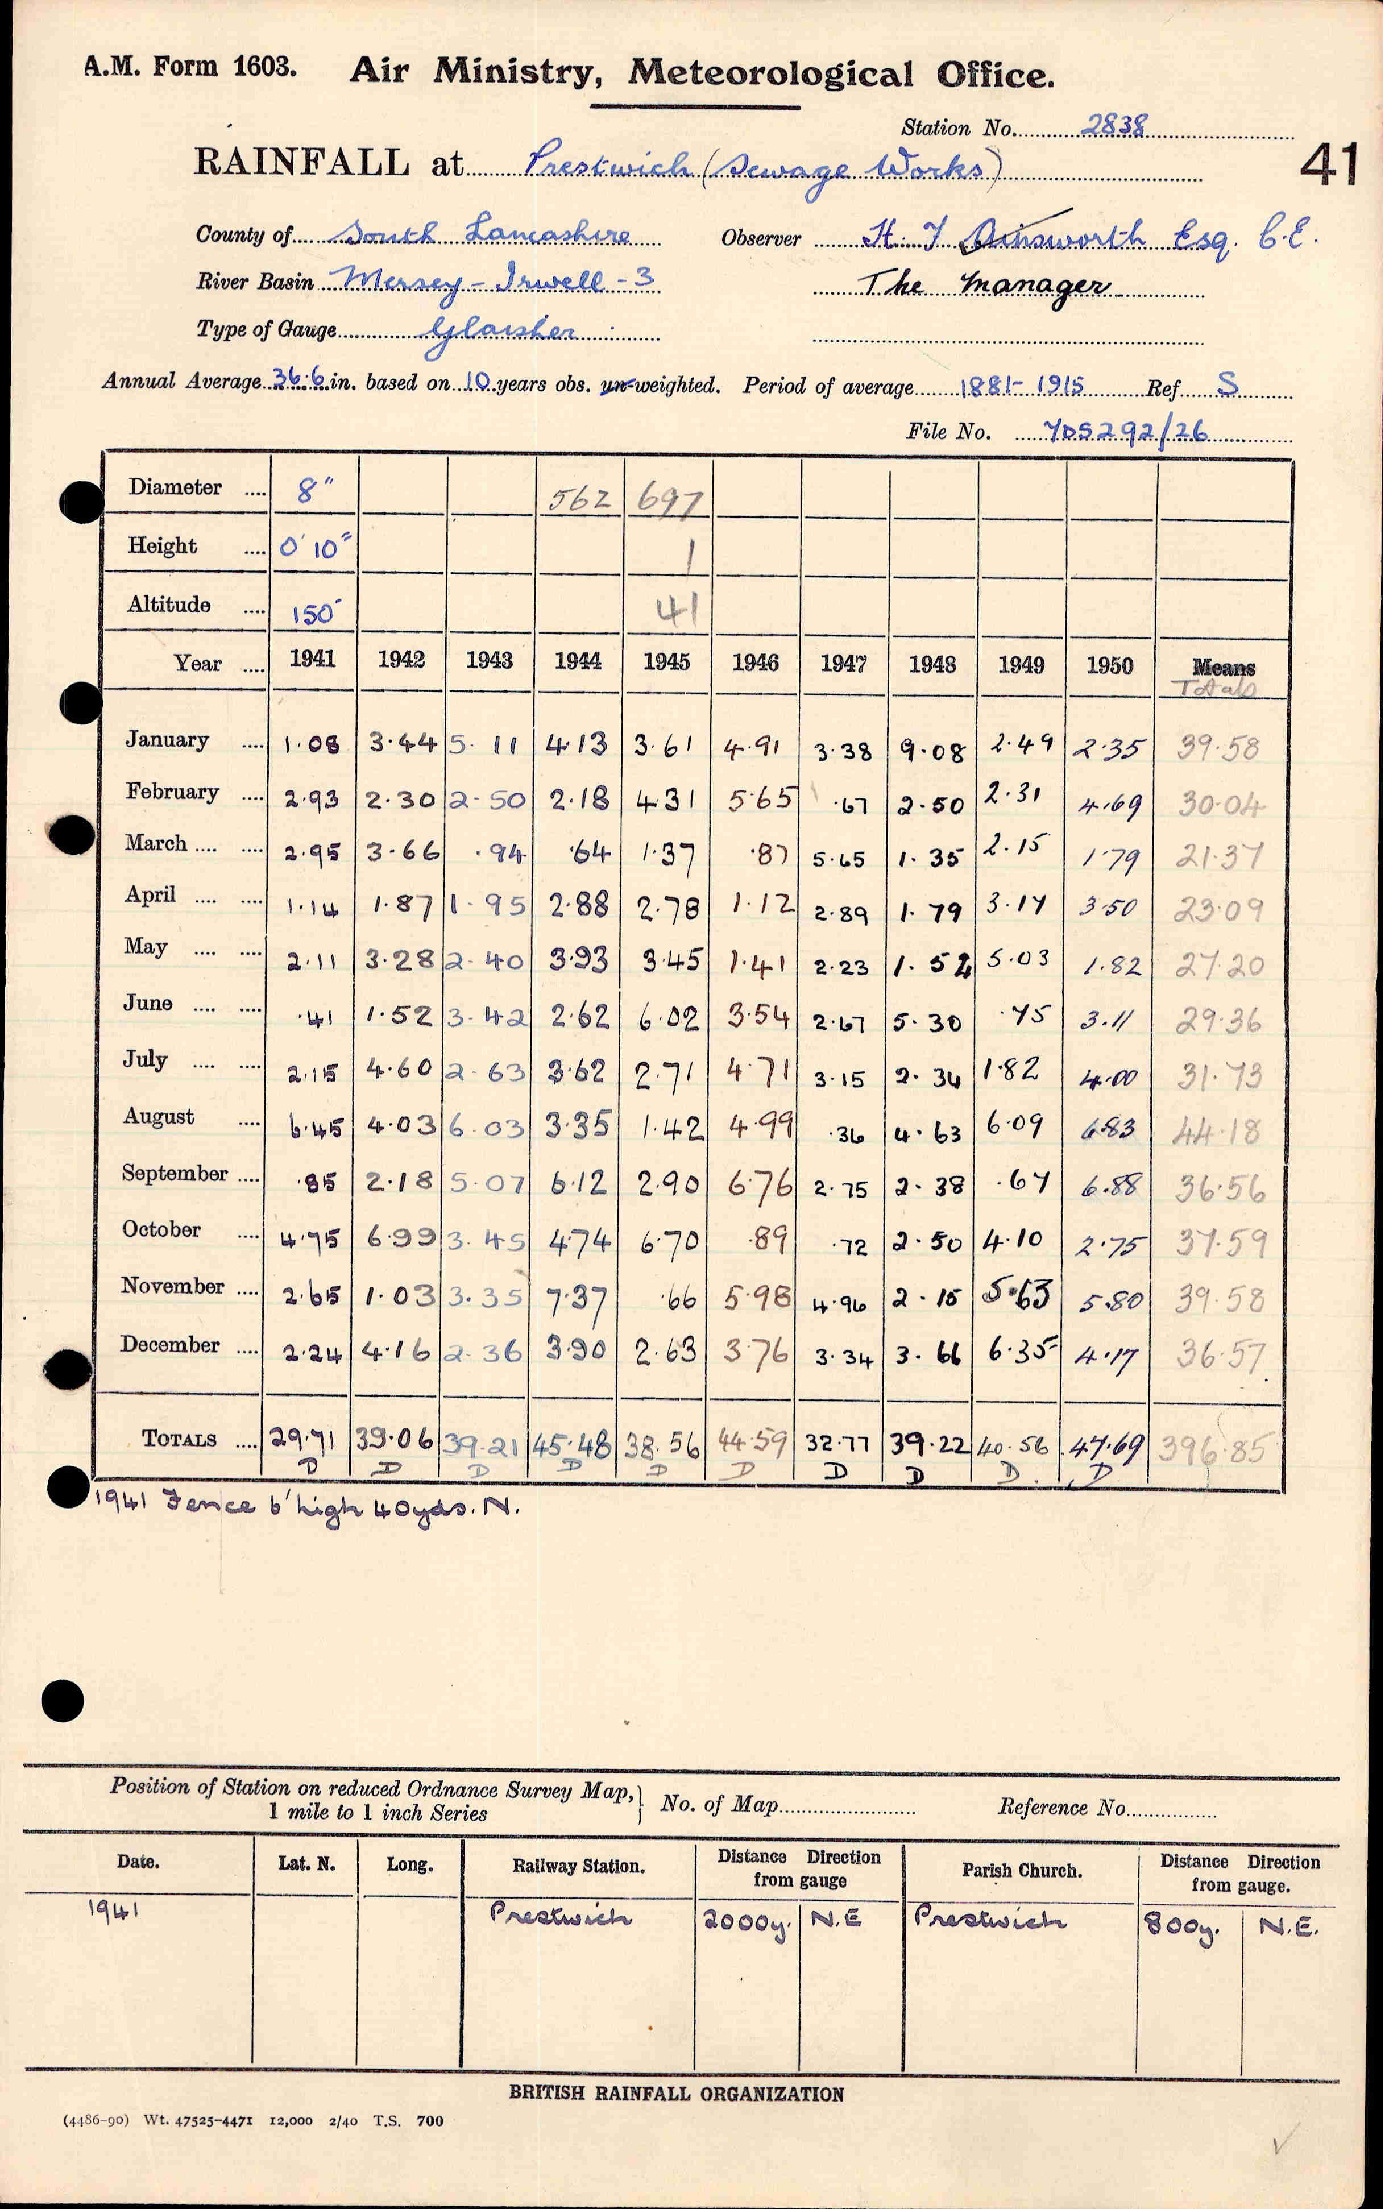 A.M. Form 1603. Air Ministry, Meteorological Office.
Station No. 2838
RAINFALL at Prestwich (Sewage Works) 41
County of South Lancashire Observer H. T Ainsworth Esq. C.E.
River Basin Mersey - Irwell - 3 The Manager
Type of Gauge Glaisher
Annual Average 36.6 in. based on 10 years obs. un-weighted. Period of average 1881-1915 Ref S
File No. 7D5292/26
Diameter .... 8" 562 697
Height .... 0' 10" 1
Altitude .... 150' 41
Year .... 1941 1942 1943 1944 1945 1946 1947 1948 1949 1950 Means
Totals
January .... 1.08 3.44 5.11 4.13 3.61 4.91 3.38 9.08 2.49 2.35 39.58
February .... 2.93 2.30 2.50 2.18 4.31 5.65 .67 2.50 2.31 4.69 30.04
March .... .... 2.95 3.66 .94 .64 1.37 .87 5.65 1.35 2.15 1.79 21.37
April .... .... 1.14 1.87 1.95 2.88 2.78 1.12 2.89 1.79 3.17 3.50 23.09
May .... .... 2.11 3.28 2.40 3.93 3.45 1.41 2.23 1.54 5.03 1.82 27.20
June .... .... .41 1.52 3.42 2.62 6.02 3.54 2.67 5.30 .75 3.11 29.36
July .... .... 2.15 4.60 2.63 3.62 2.71 4.71 3.15 2.34 1.82 4.00 31.73
August .... 6.45 4.03 6.03 3.35 1.42 4.99 .36 4.63 6.09 6.83 44.18
September .... .85 2.18 5.07 6.12 2.90 6.76 2.75 2.38 .67 6.88 36.56
October .... 4.75 6.99 3.45 4.74 6.70 .89 .72 2.50 4.10 2.75 37.59
November .... 2.65 1.03 3.35 7.37 .66 5.98 4.96 2.15 5.63 5.80 39.58
December .... 2.24 4.16 2.36 3.90 2.63 3.76 3.34 3.66 6.35 4.17 36.57
TOTALS .... 29.71 39.06 39.21 45.48 38.56 44.59 32.77 39.22 40.56 47.69 396.85
D D D D D D D D D D
1941 Fence 6' high 40yds. N.
Position of Station on reduced Ordnance Survey Map, } No. of Map Reference No.
1 mile to 1 inch Series
Date. Lat. N. Long. Railway Station. Distance Direction from gauge Parish Church. Distance Direction from gauge.
1941 Prestwich 2000y. N.E Prestwich 800y. N.E.
BRITISH RAINFALL ORGANIZATION
(4486-90) Wt. 47525-4471 12,000 2/40 T.S. 700